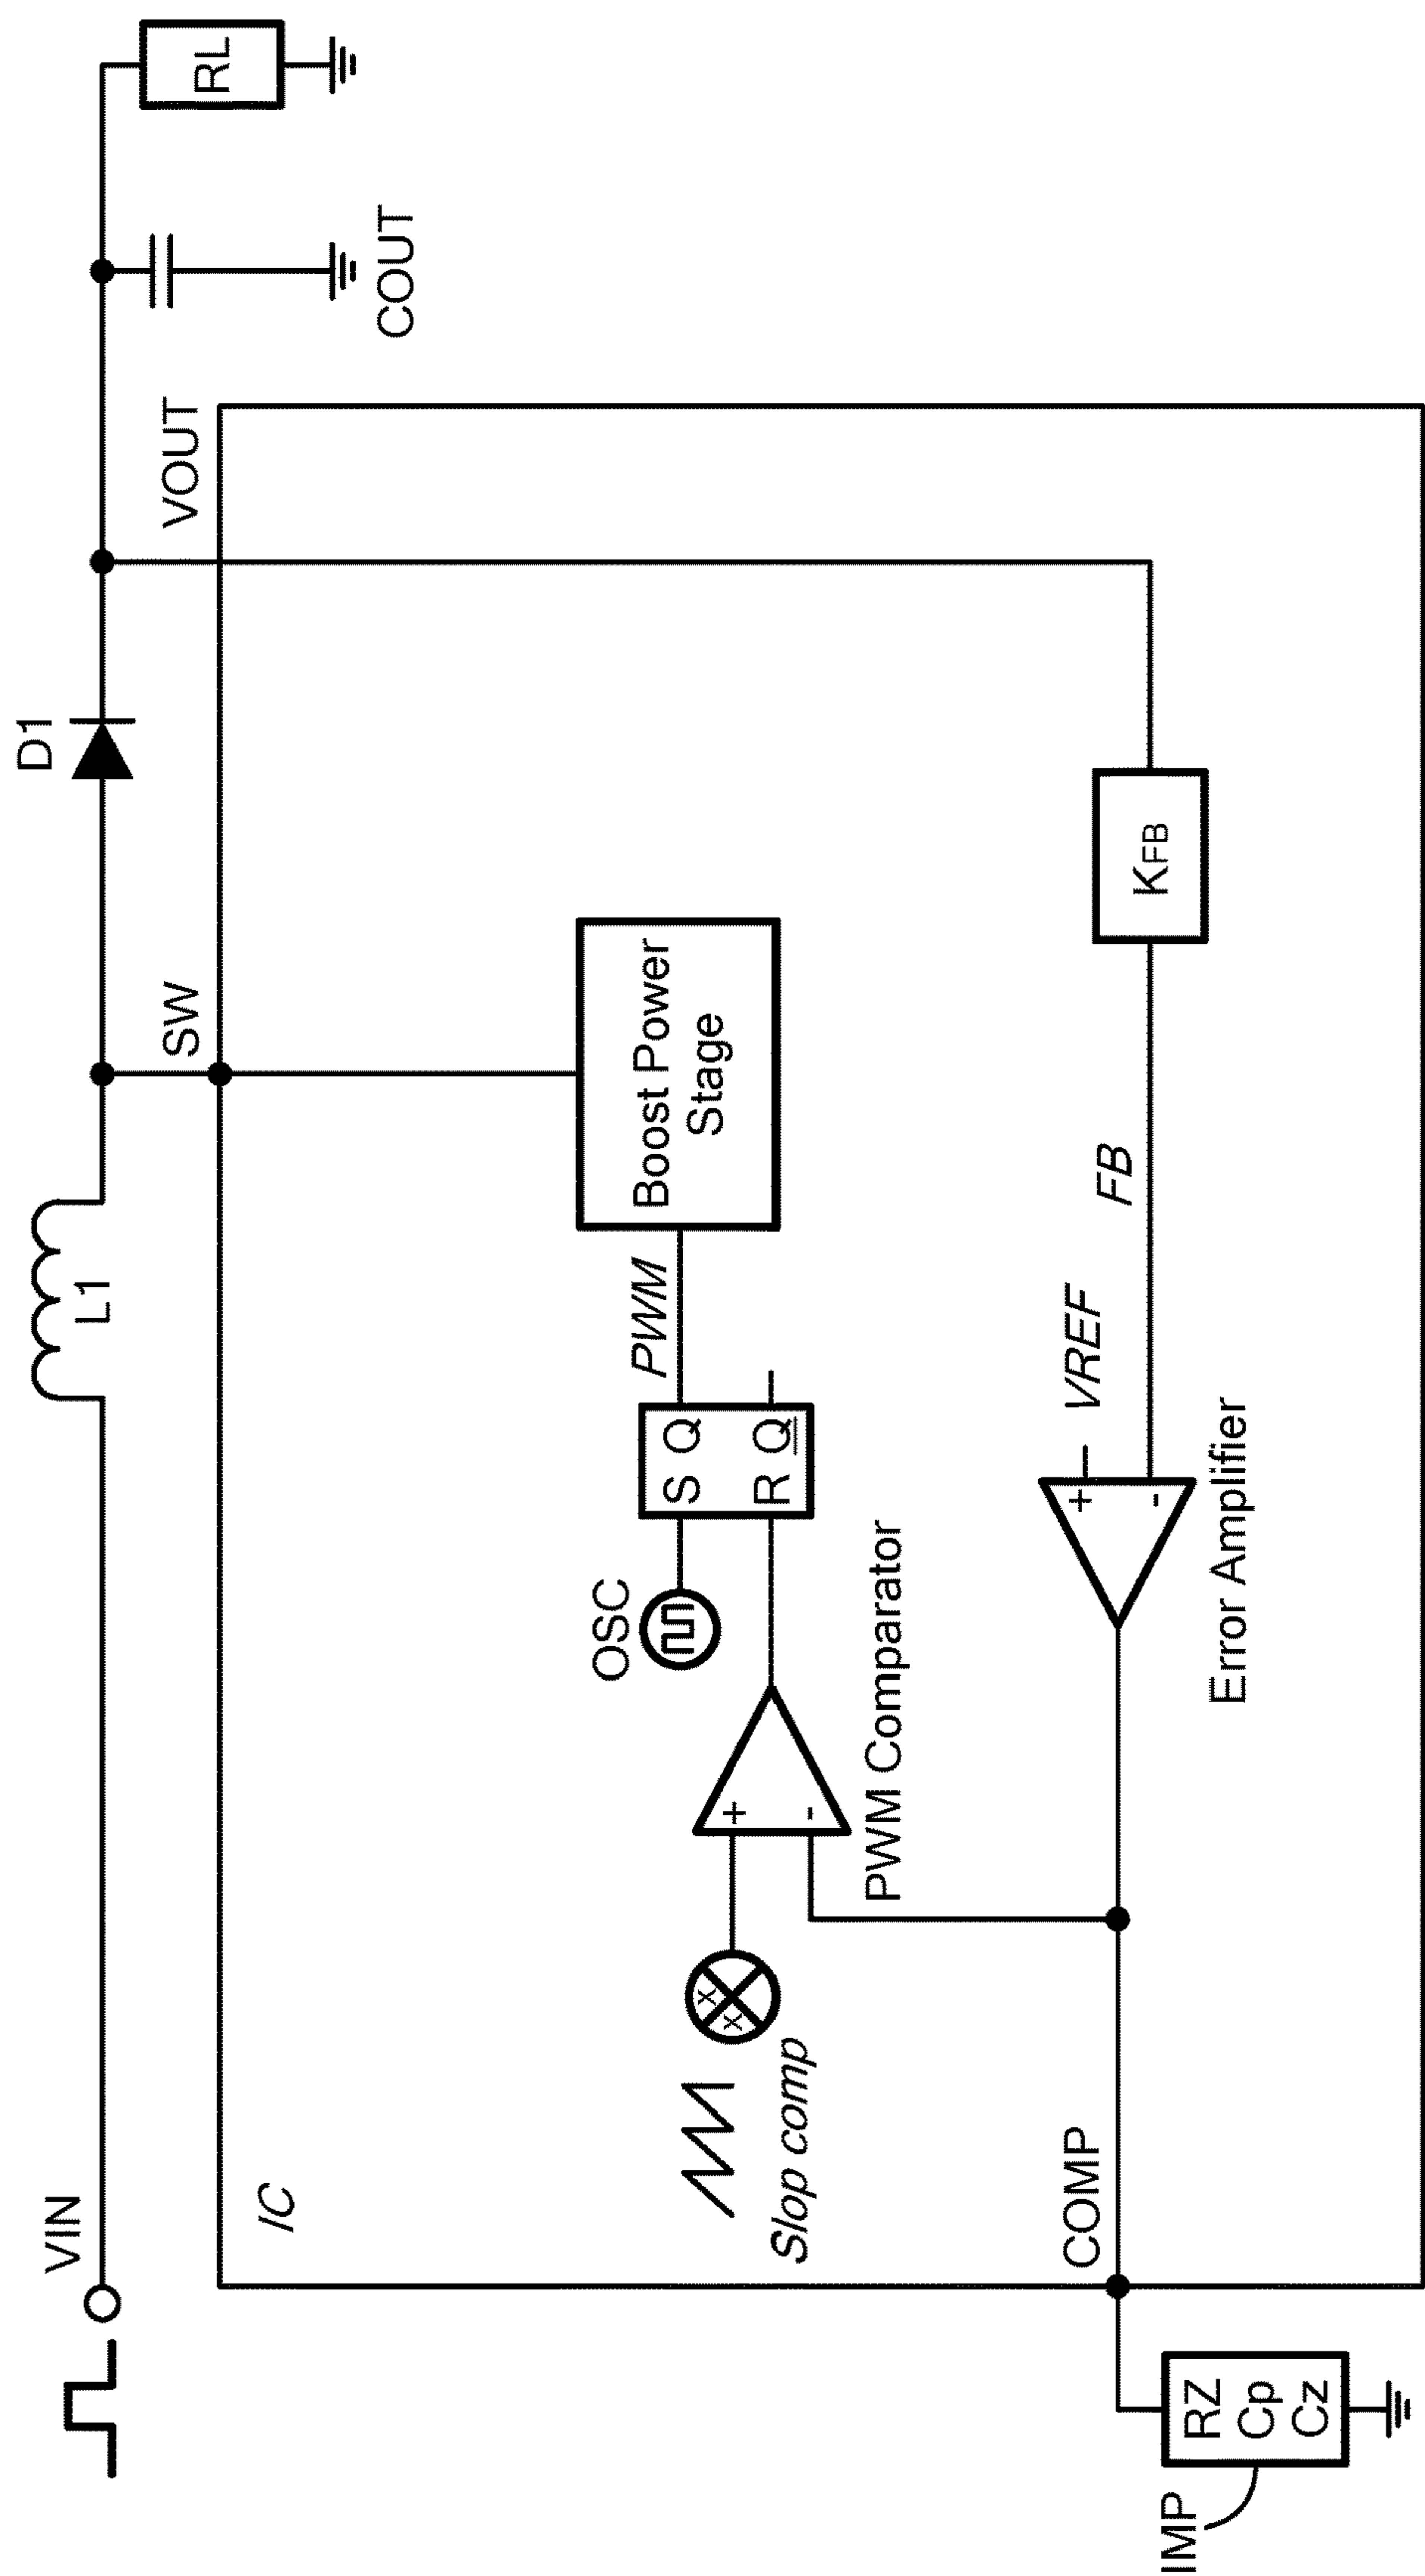 VIN
L1
D1
SW
VOUT
COUT
RL
IC
OSC
S Q
R Q
PWM
Boost Power
Stage
Slop comp
x
x
+
-
PWM Comparator
COMP
+
-
VREF
FB
KFB
Error Amplifier
IMP
RZ
Cp
Cz